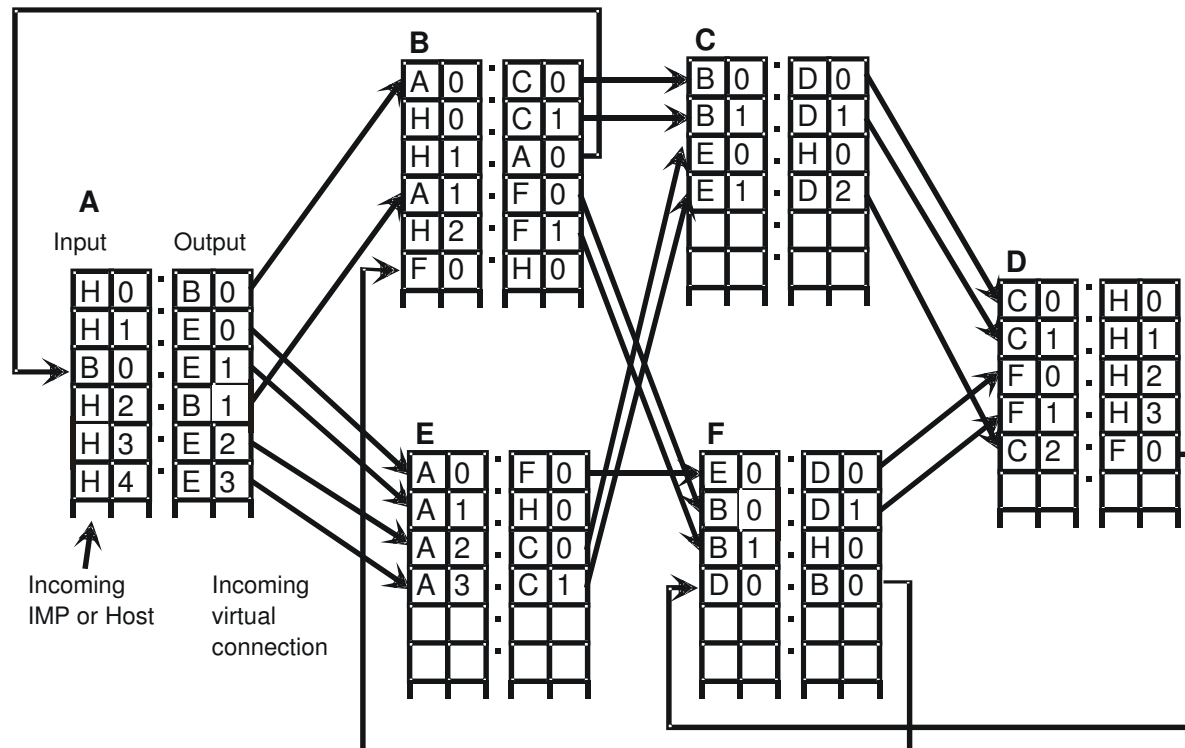 A
Input Output
H 0 B 0
H 1 E 0
B 0 E 1
H 2 B 1
H 3 E 2
H 4 E 3
Incoming
IMP or Host
Incoming
virtual
connection
B
A 0 C 0
H 0 C 1
H 1 A 0
A 1 F 0
H 2 F 1
F 0 H 0
C
B 0 D 0
B 1 D 1
E 0 H 0
E 1 D 2
D
C 0 H 0
C 1 H 1
F 0 H 2
F 1 H 3
C 2 F 0
E
A 0 F 0
A 1 H 0
A 2 C 0
A 3 C 1
F
E 0 D 0
B 0 D 1
B 1 H 0
D 0 B 0